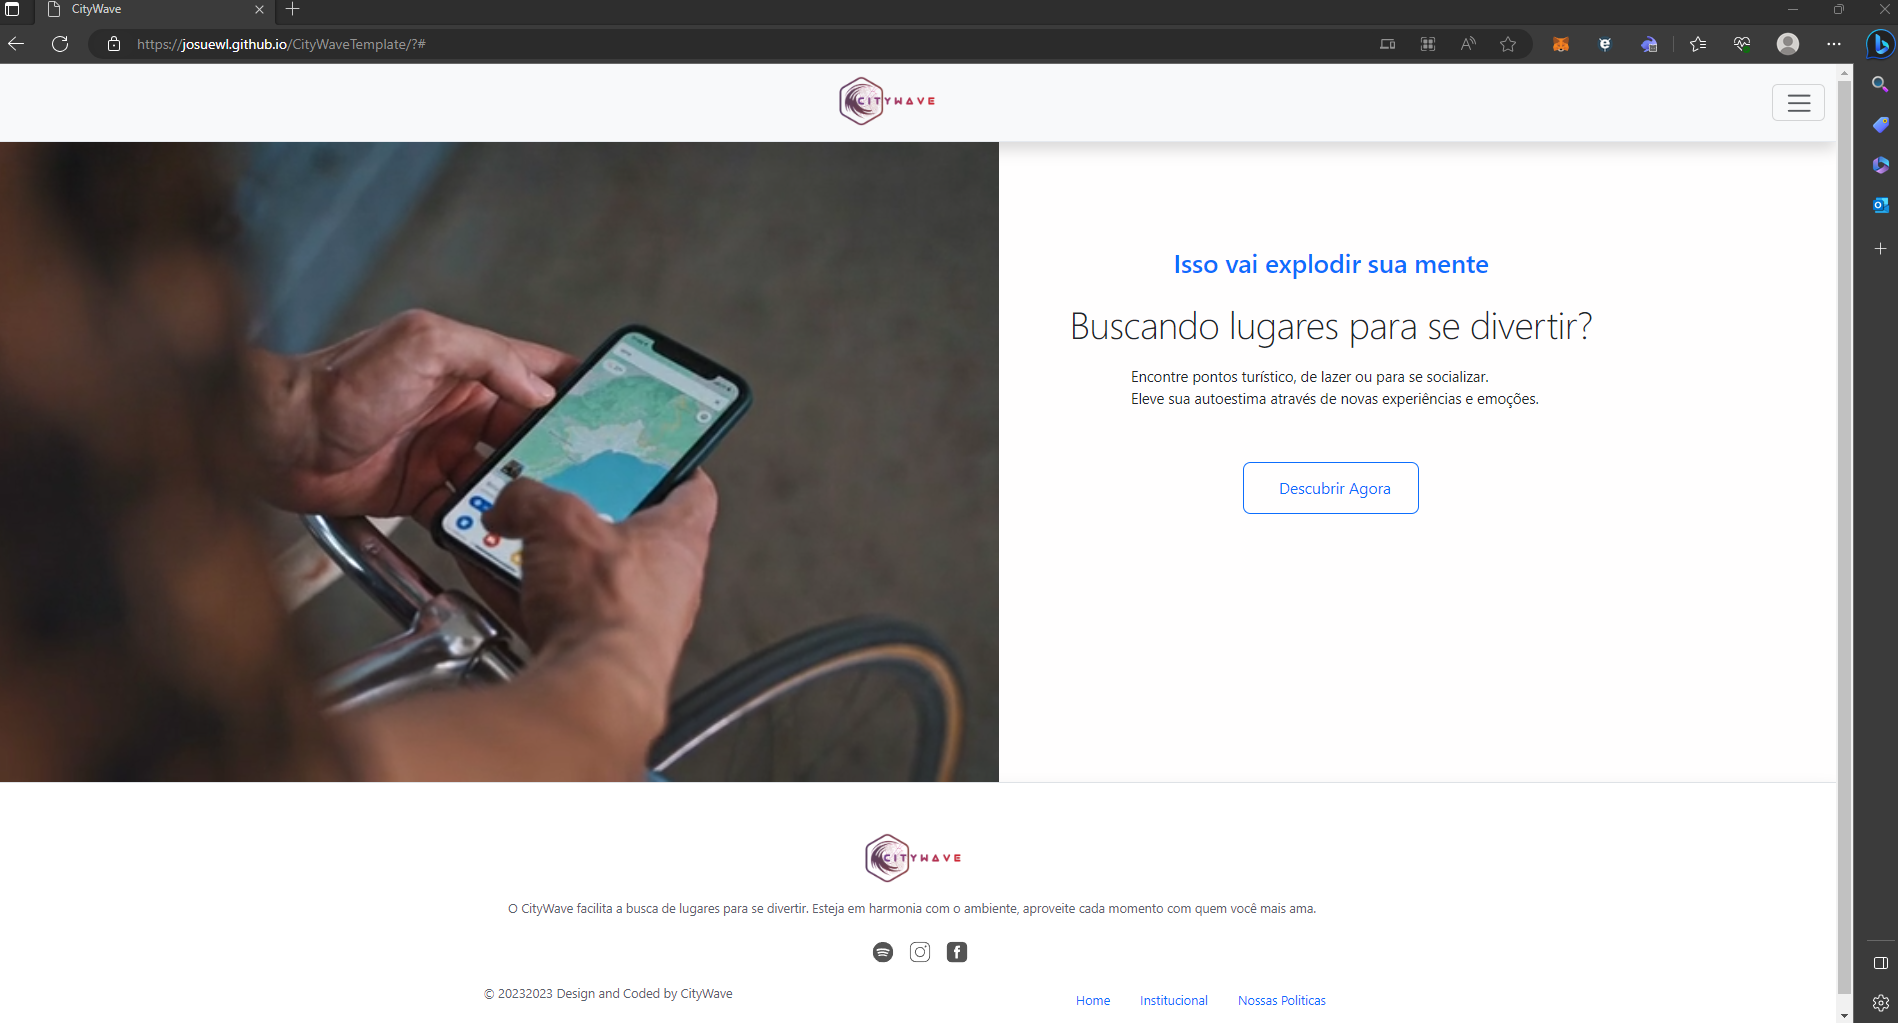 CityWave
https://josuewl.github.io/CityWaveTemplate/?#
CITYWAVE
Isso vai explodir sua mente
Buscando lugares para se divertir?
Encontre pontos turístico, de lazer ou para se socializar.
Eleve sua autoestima através de novas experiências e emoções.
Descubrir Agora
CITYWAVE
O CityWave facilita a busca de lugares para se divertir. Esteja em harmonia com o ambiente, aproveite cada momento com quem você mais ama.
© 20232023 Design and Coded by CityWave
Home Institucional Nossas Politicas